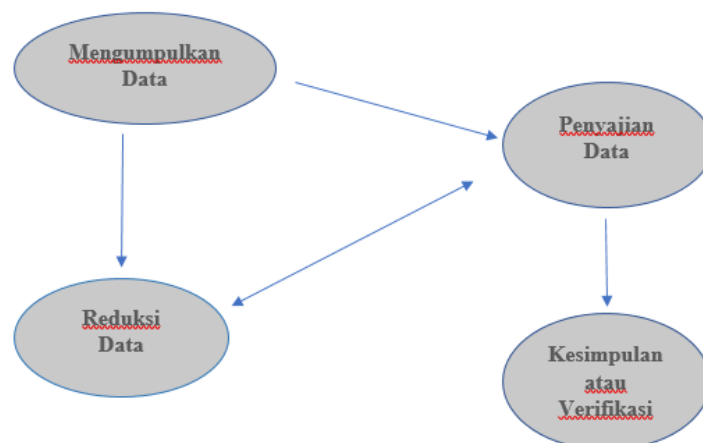 Mengumpulkan
Data
Penyajian
Data
Reduksi
Data
Kesimpulan
atau
Verifikasi